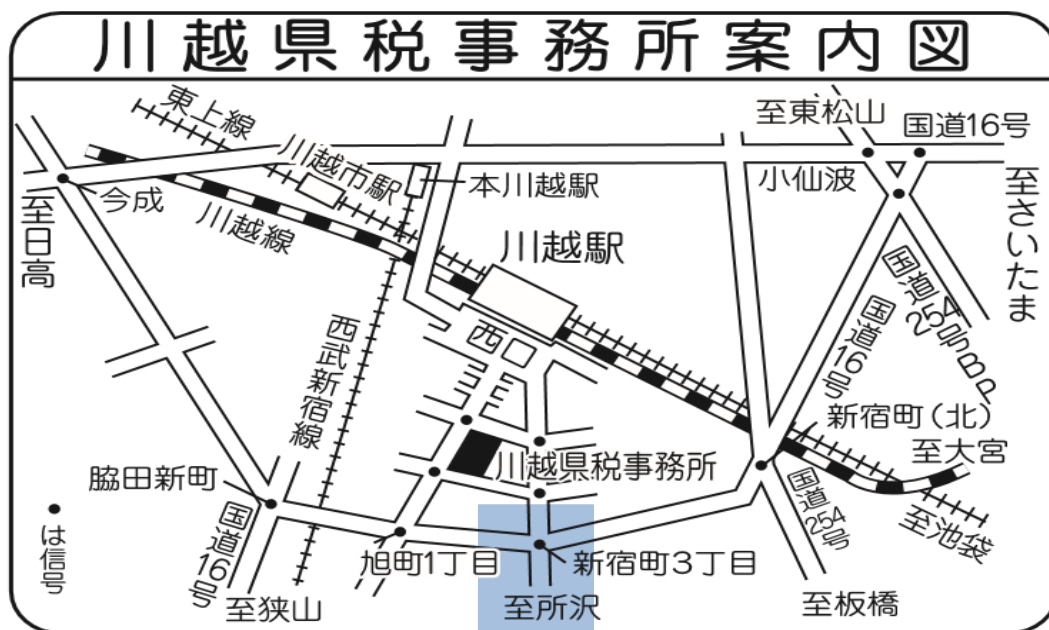 川越県税事務所案内図
東上線
川越市駅
本川越駅
至東松山
国道16号
小仙波
今成
川越線
川越駅
至日高
至さいたま
国道254号BP
国道16号
西口
西武新宿線
新宿町(北)
至大宮
川越県税事務所
脇田新町
国道254号
至池袋
●は信号
国道16号
旭町1丁目
新宿町3丁目
至狭山
至所沢
至板橋